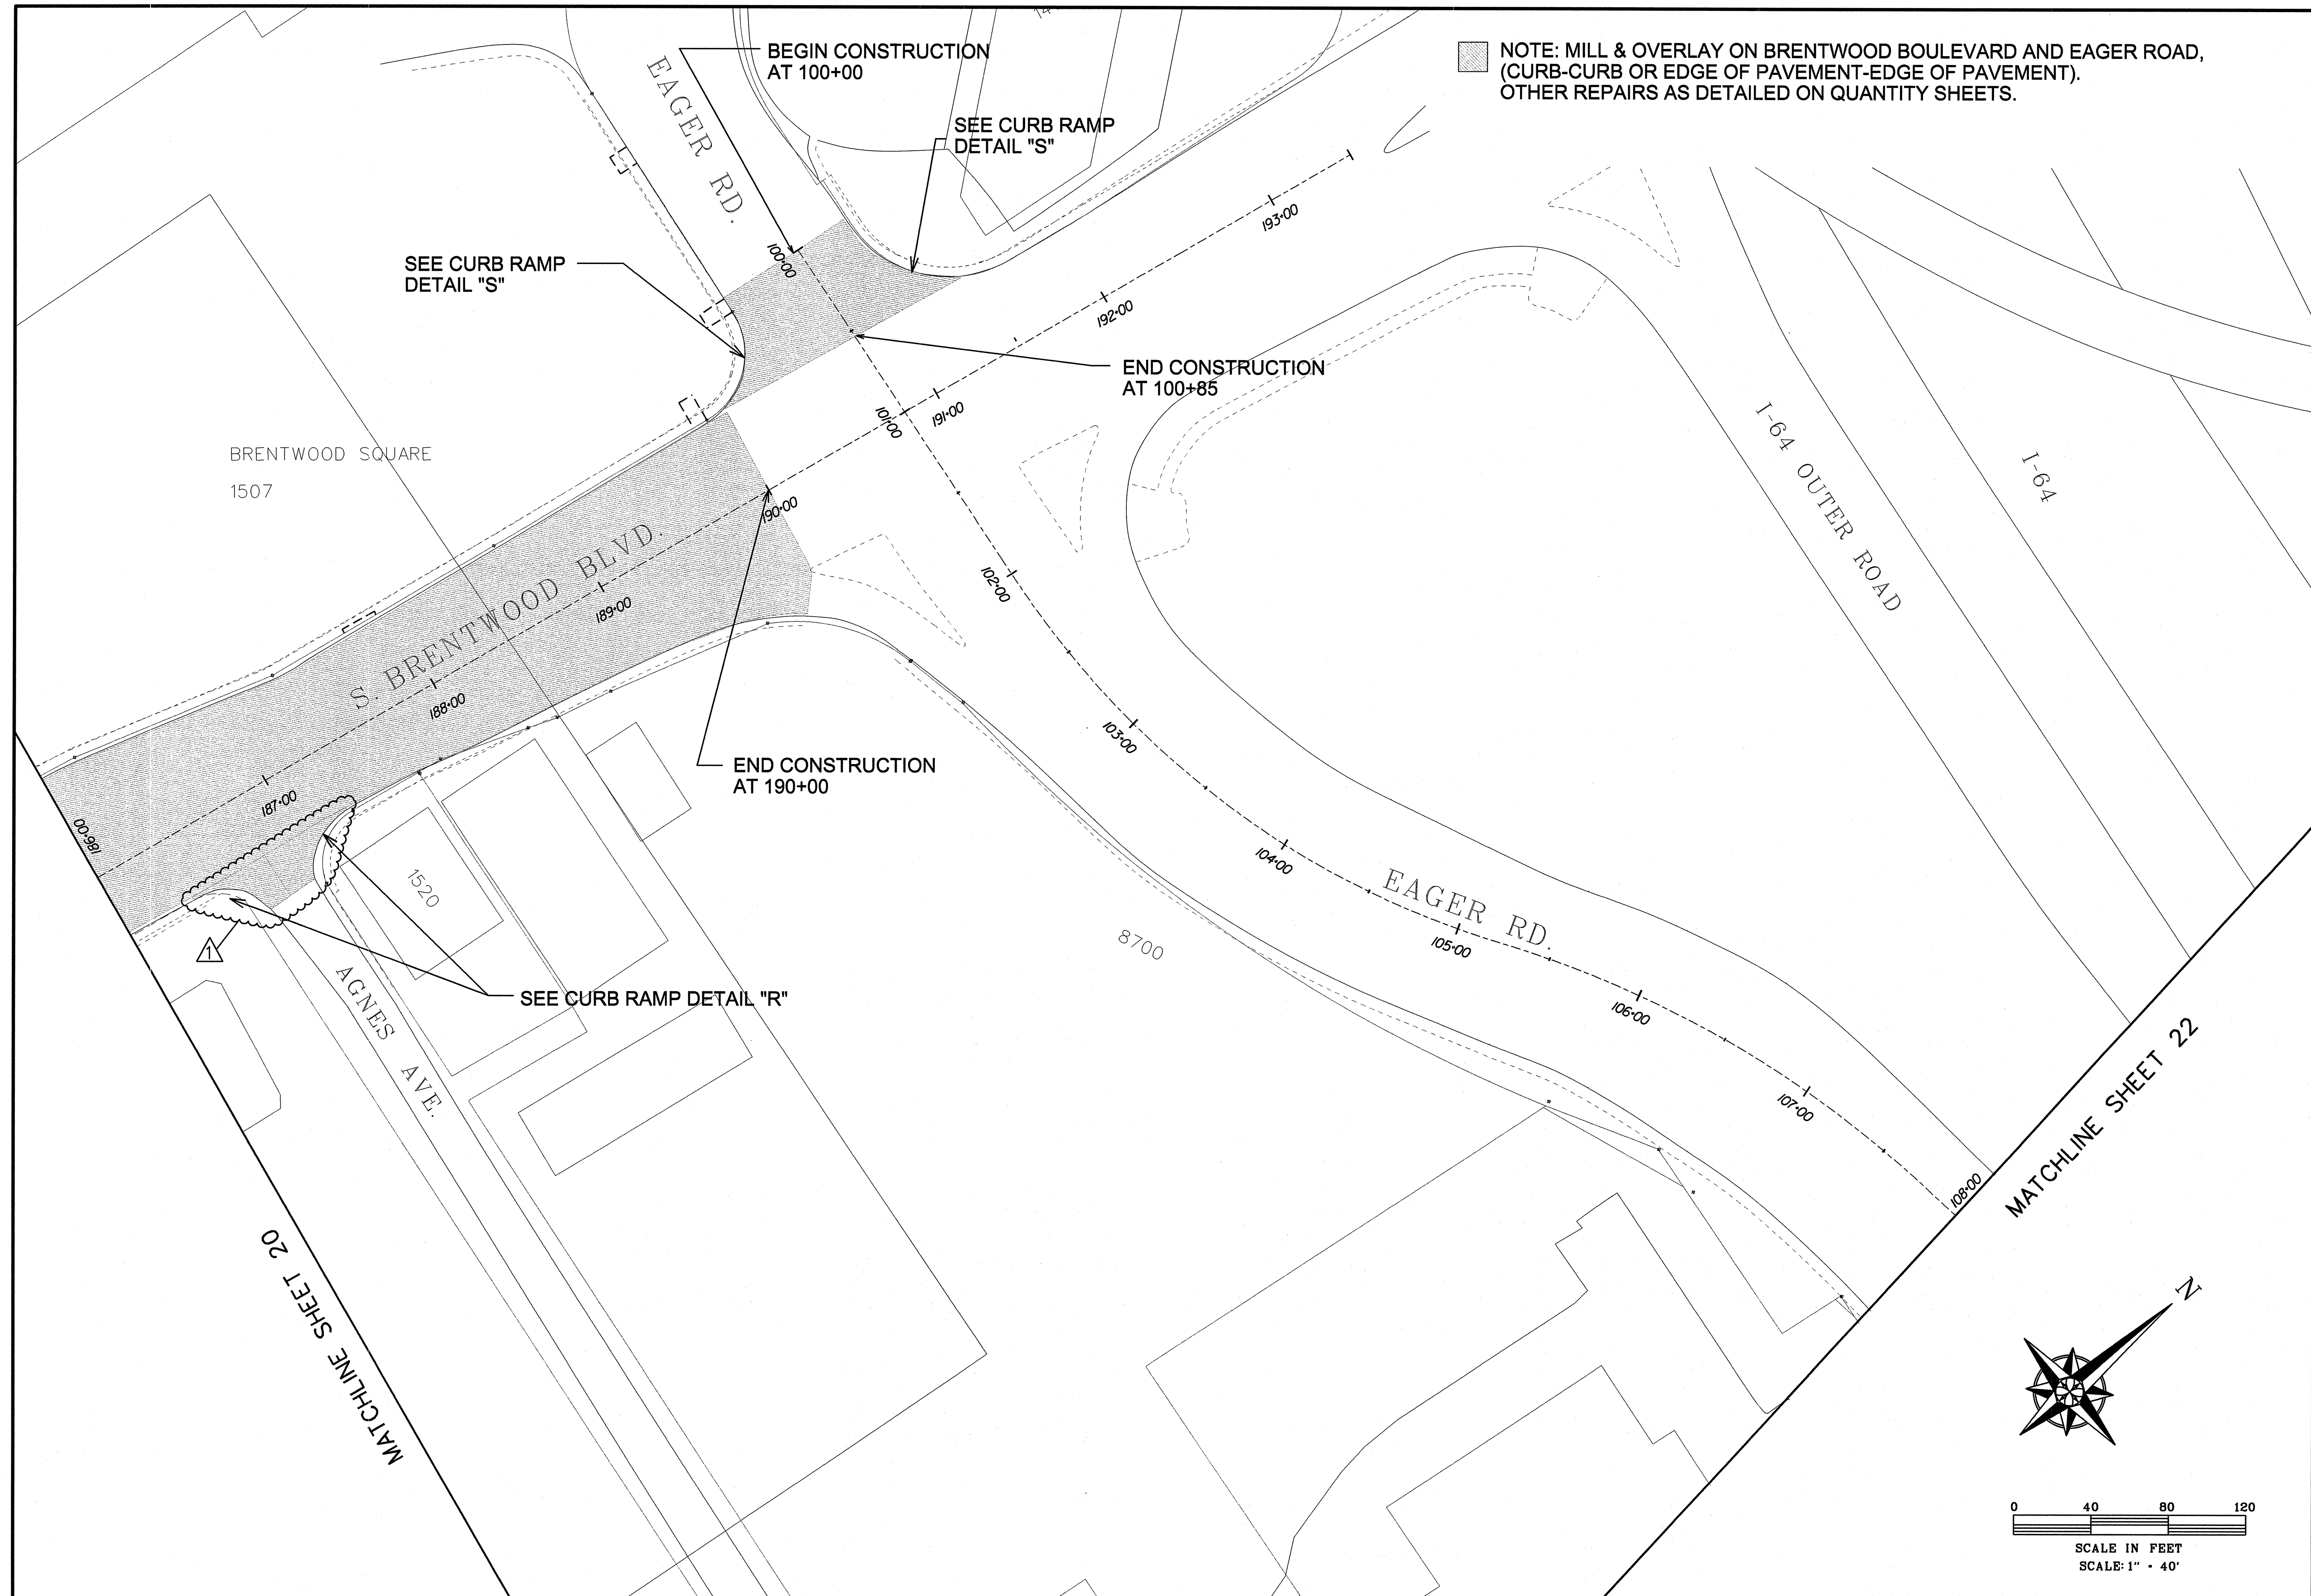 BEGIN CONSTRUCTION
AT 100+00
NOTE: MILL & OVERLAY ON BRENTWOOD BOULEVARD AND EAGER ROAD,
(CURB-CURB OR EDGE OF PAVEMENT-EDGE OF PAVEMENT).
OTHER REPAIRS AS DETAILED ON QUANTITY SHEETS.
EAGER RD.
SEE CURB RAMP
DETAIL "S"
193+00
100+00
SEE CURB RAMP
DETAIL "S"
192+00
END CONSTRUCTION
AT 100+85
191+00
101+00
I-64 OUTER ROAD
I-64
BRENTWOOD SQUARE
1507
190+00
S. BRENTWOOD BLVD.
189+00
102+00
188+00
103+00
END CONSTRUCTION
AT 190+00
187+00
186+00
104+00
1520
EAGER RD.
105+00
8700
1
SEE CURB RAMP DETAIL "R"
106+00
AGNES AVE.
107+00
108+00
MATCHLINE SHEET 22
MATCHLINE SHEET 20
N
0 40 80 120
SCALE IN FEET
SCALE: 1" - 40'